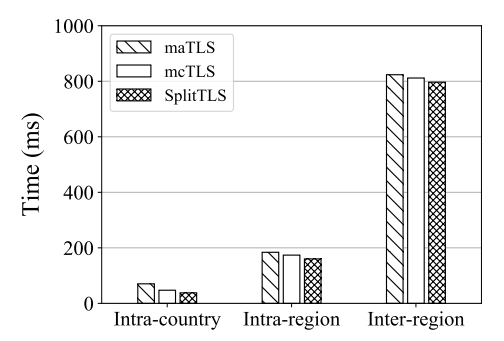 1000
800
600
400
200
0
Time (ms)
maTLS
mcTLS
SplitTLS
Intra-country
Intra-region
Inter-region